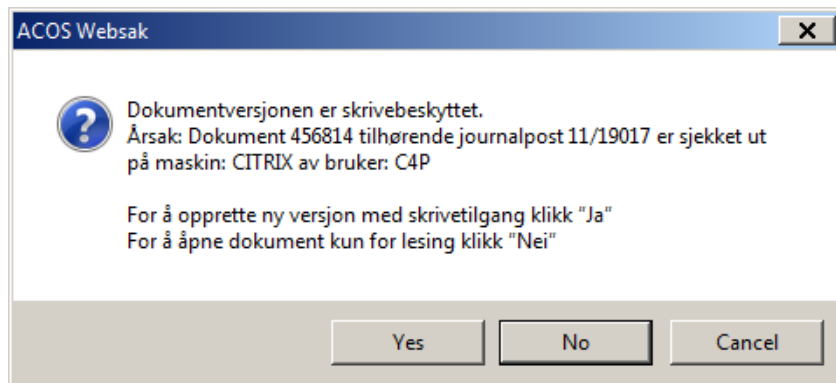 ACOS Websak
Dokumentversjonen er skrivebeskyttet.
Årsak: Dokument 456814 tilhørende journalpost 11/19017 er sjekket ut
på maskin: CITRIX av bruker: C4P
For å opprette ny versjon med skrivetilgang klikk "Ja"
For å åpne dokument kun for lesing klikk "Nei"
Yes
No
Cancel